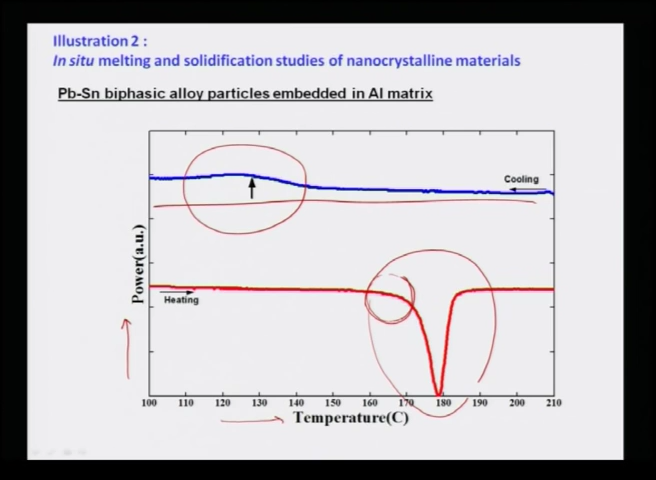 Illustration 2 :
In situ melting and solidification studies of nanocrystalline materials
Pb-Sn biphasic alloy particles embedded in Al matrix
Cooling
Power(a.u.)
Heating
100 110 120 130 140 150 160 170 180 190 200 210
Temperature(C)